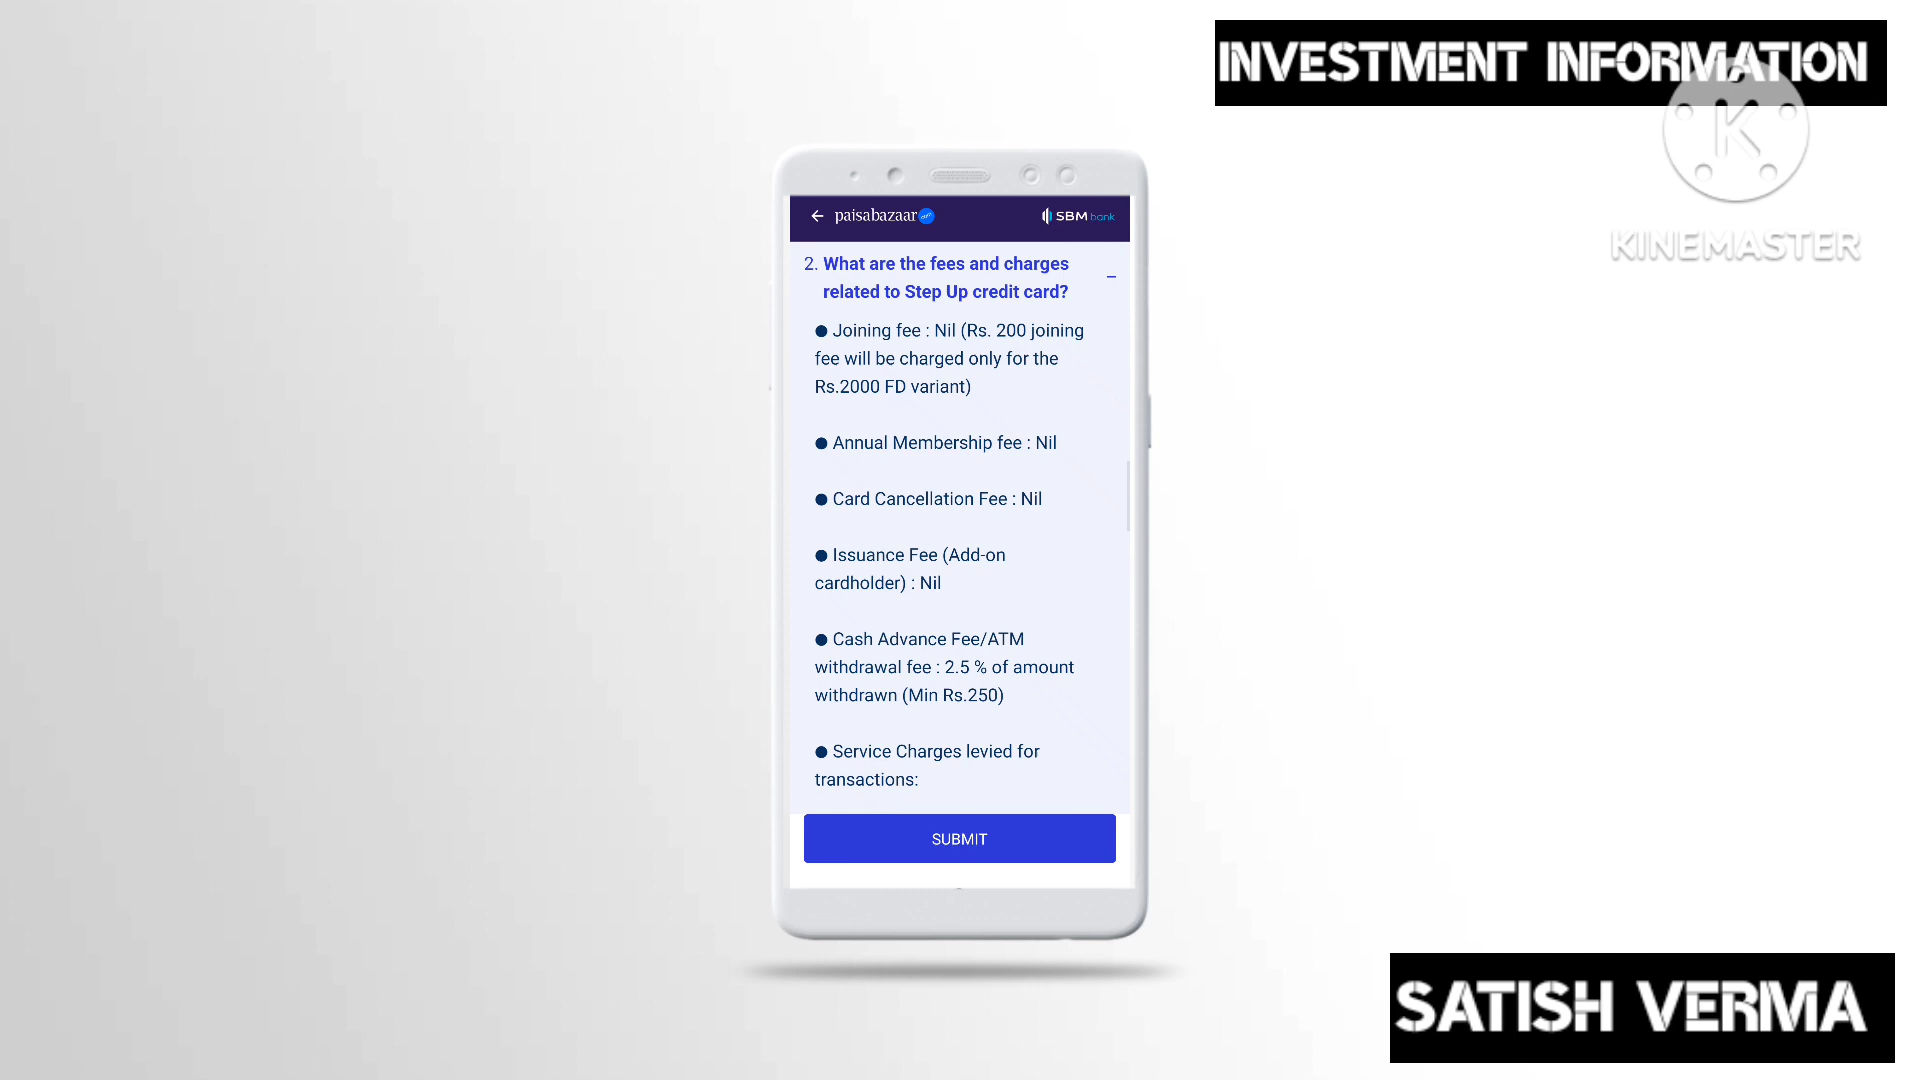 INVESTMENT INFORMATION
K
KINEMASTER
paisabazaar
SBM bank
2. What are the fees and charges
related to Step Up credit card?
● Joining fee : Nil (Rs. 200 joining
fee will be charged only for the
Rs.2000 FD variant)
● Annual Membership fee : Nil
● Card Cancellation Fee : Nil
● Issuance Fee (Add-on
cardholder) : Nil
● Cash Advance Fee/ATM
withdrawal fee : 2.5 % of amount
withdrawn (Min Rs.250)
● Service Charges levied for
transactions:
SUBMIT
SATISH VERMA